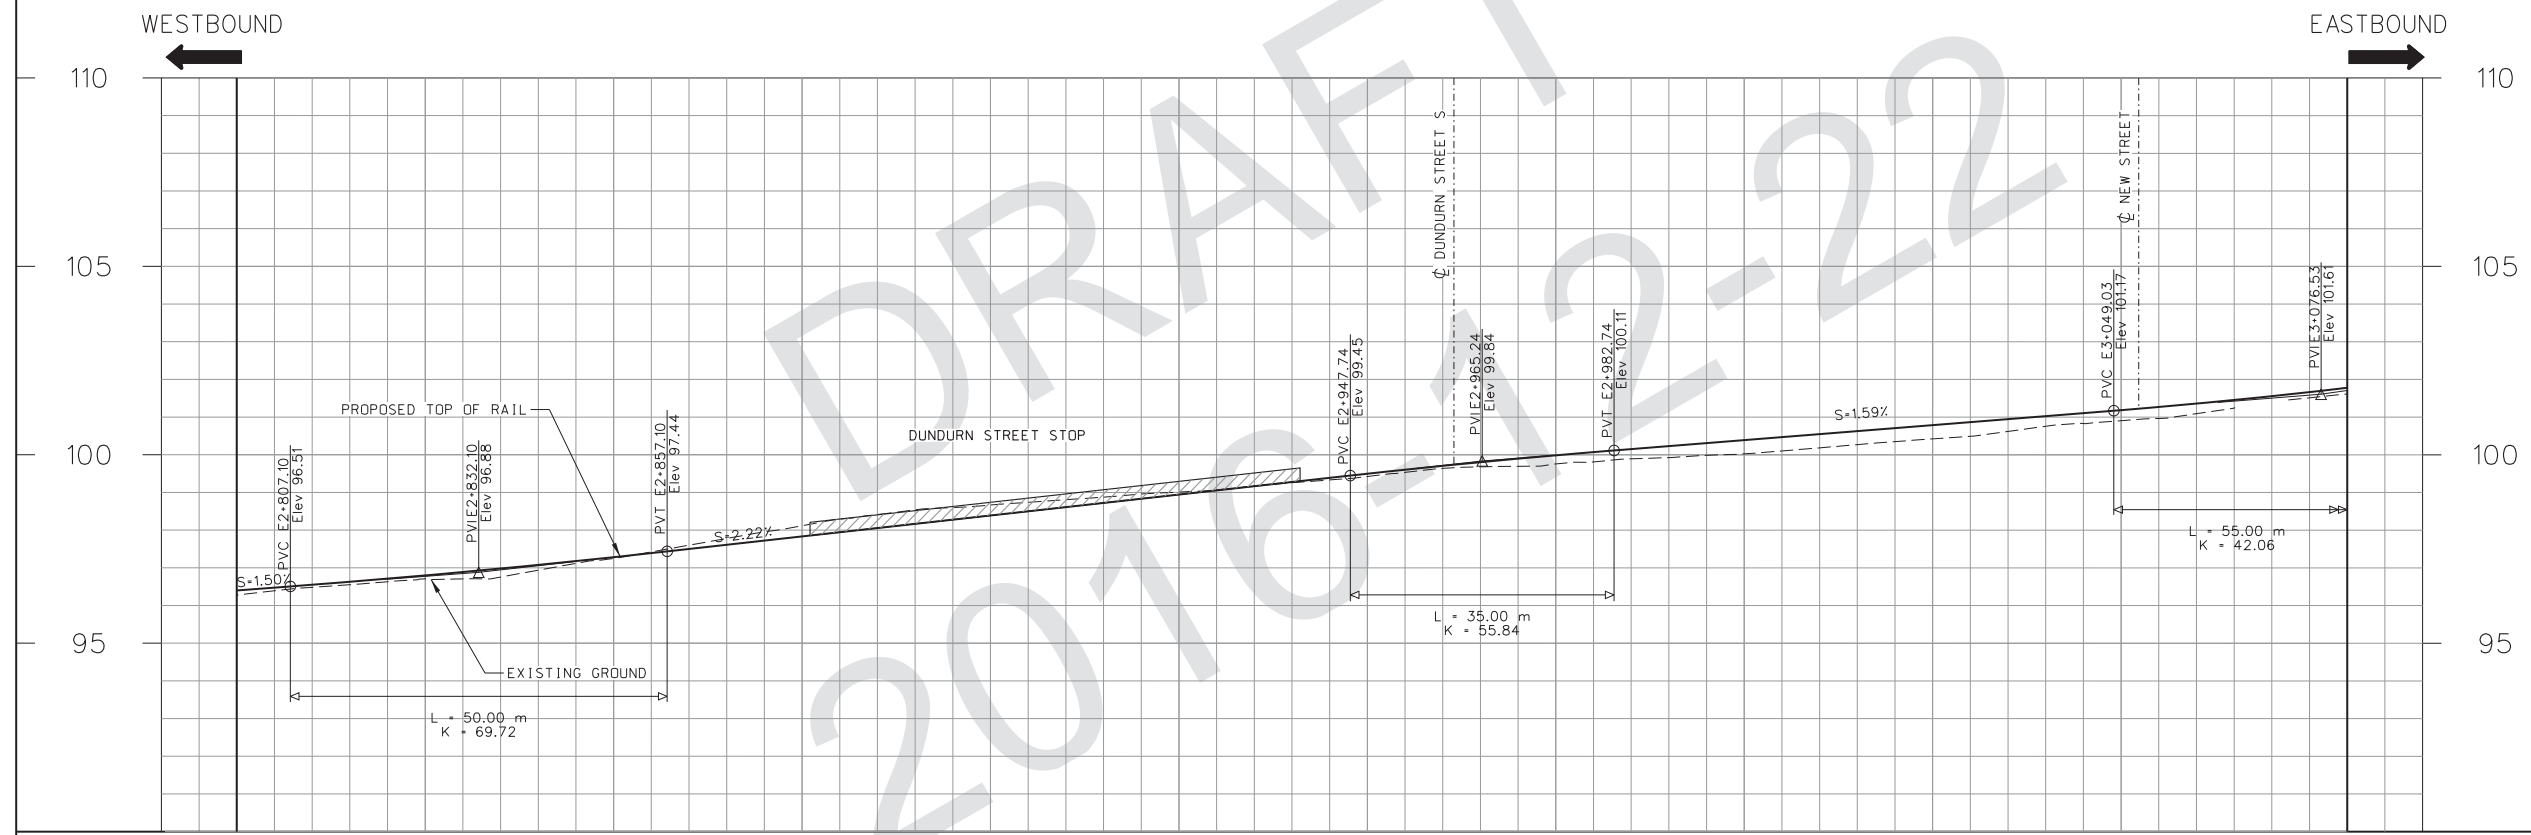 WESTBOUND
EASTBOUND
110
110
105
105
100
100
95
95
DRAFT
2016-12-22
S=1.50%
PVC E2+807.10
Elev 96.51
PVI E2+832.10
Elev 96.88
PROPOSED TOP OF RAIL
PVT E2+857.10
Elev 97.44
S=2.22%
DUNDURN STREET STOP
PVC E2+947.74
Elev 99.45
℄ DUNDURN STREET S
PVI E2+965.24
Elev 99.84
PVT E2+982.74
Elev 100.11
S=1.59%
PVC E3+049.03
Elev 101.17
℄ NEW STREET
PVI E3+076.53
Elev 101.61
EXISTING GROUND
L = 50.00 m
K = 69.72
L = 35.00 m
K = 55.84
L = 55.00 m
K = 42.06